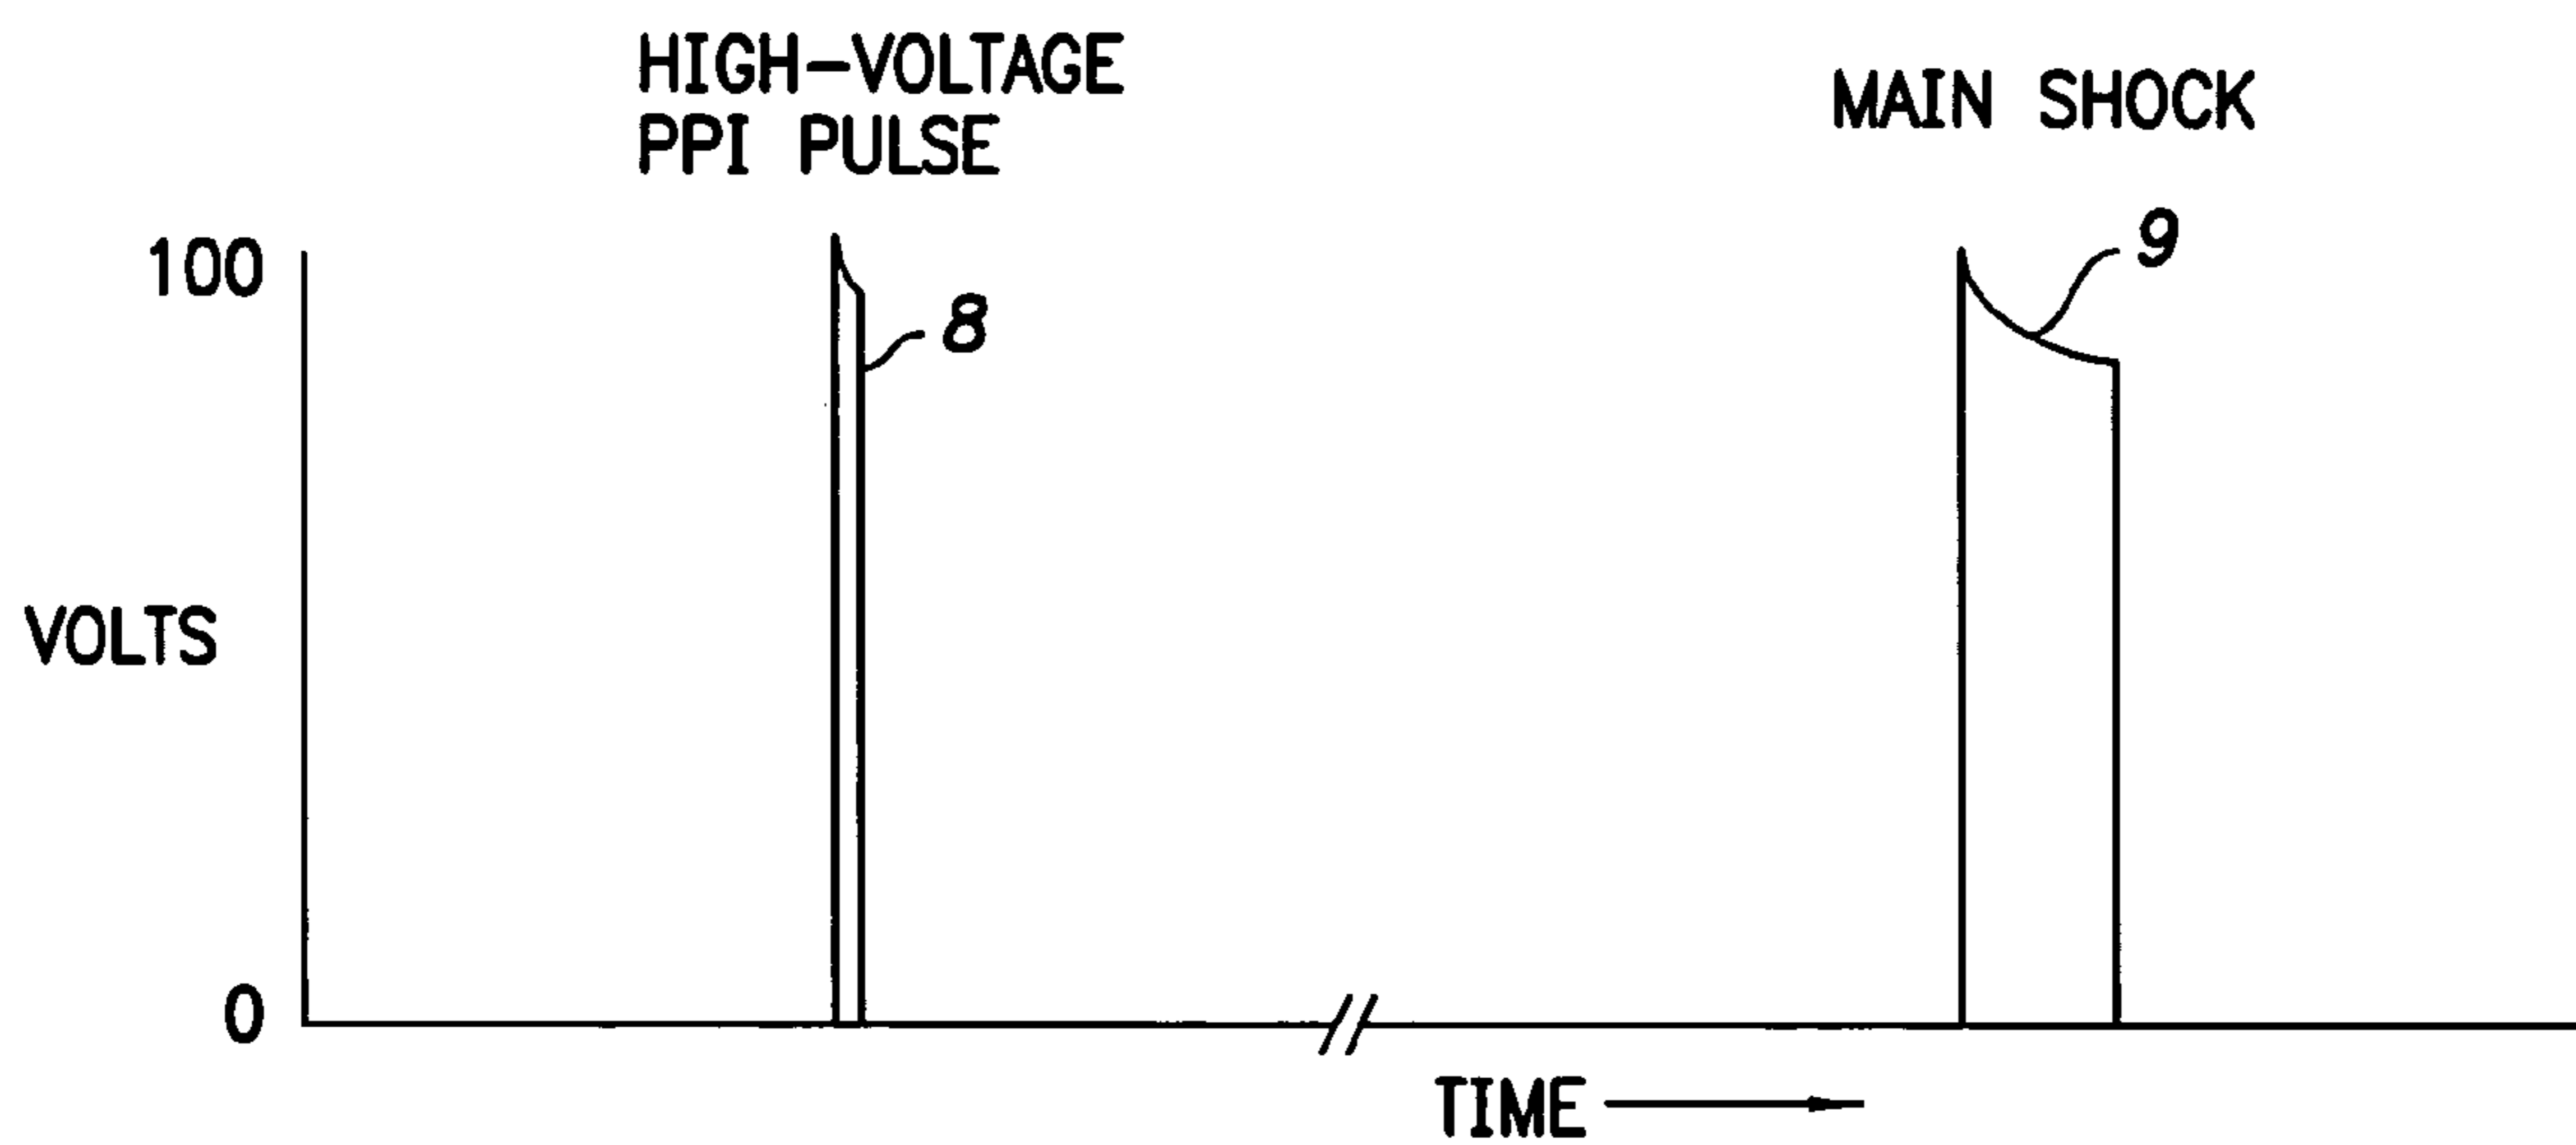 HIGH-VOLTAGE
PPI PULSE
MAIN SHOCK
100
8
9
VOLTS
0
TIME